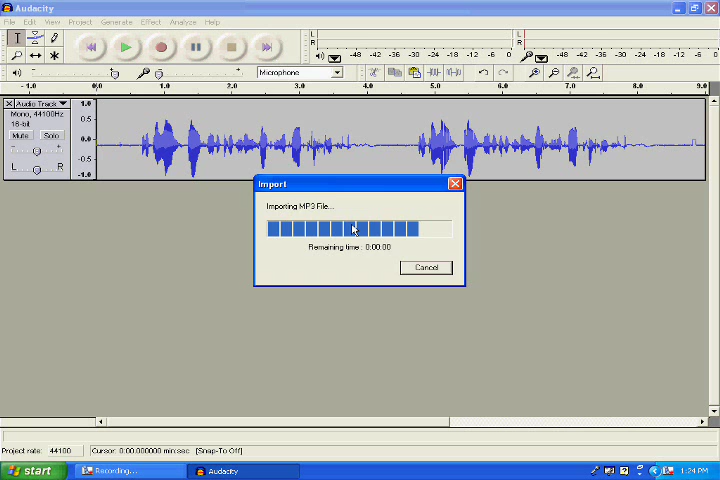 Audacity
File Edit View Project Generate Effect Analyze Help
L
R
-48 -42 -36 -30 -24 -18 -12 -6 0
L
R
-48 -42 -36 -30 -24 -18 -12 -6 0
Microphone
- 1.0 0.0 1.0 2.0 3.0 4.0 5.0 6.0 7.0 8.0 9.0
Audio Track
Mono, 44100Hz
16-bit
Mute Solo
- +
L R
1.0
0.5
0.0
-0.5
-1.0
Import
Importing MP3 File...
Remaining time : 0:00:00
Cancel
Project rate: 44100 Cursor: 0:00.000000 min:sec [Snap-To Off]
start Recording... Audacity 1:24 PM